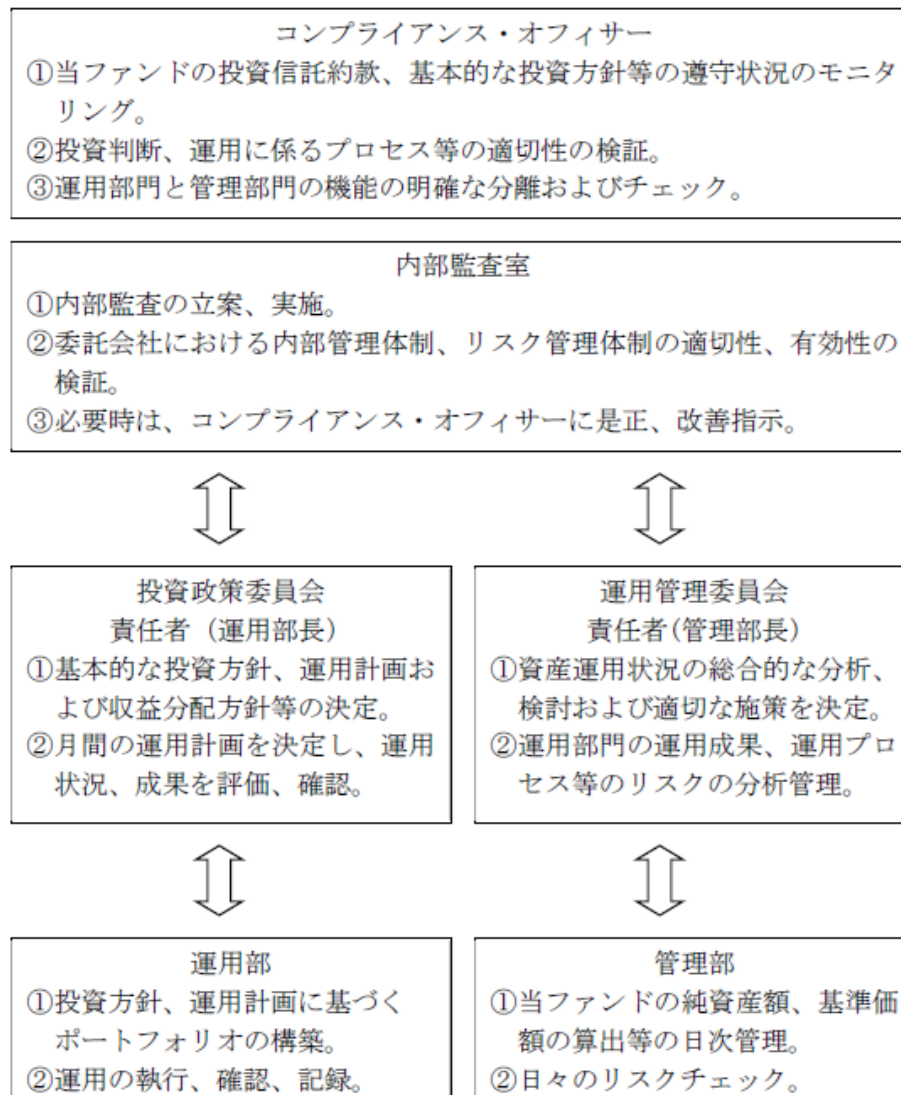 コンプライアンス・オフィサー
①当ファンドの投資信託約款、基本的な投資方針等の遵守状況のモニタ
リング。
②投資判断、運用に係るプロセス等の適切性の検証。
③運用部門と管理部門の機能の明確な分離およびチェック。
内部監査室
①内部監査の立案、実施。
②委託会社における内部管理体制、リスク管理体制の適切性、有効性の
検証。
③必要時は、コンプライアンス・オフィサーに是正、改善指示。
投資政策委員会
責任者（運用部長）
①基本的な投資方針、運用計画お
よび収益分配方針等の決定。
②月間の運用計画を決定し、運用
状況、成果を評価、確認。
運用管理委員会
責任者(管理部長)
①資産運用状況の総合的な分析、
検討および適切な施策を決定。
②運用部門の運用成果、運用プロ
セス等のリスクの分析管理。
運用部
①投資方針、運用計画に基づく
ポートフォリオの構築。
②運用の執行、確認、記録。
管理部
①当ファンドの純資産額、基準価
額の算出等の日次管理。
②日々のリスクチェック。